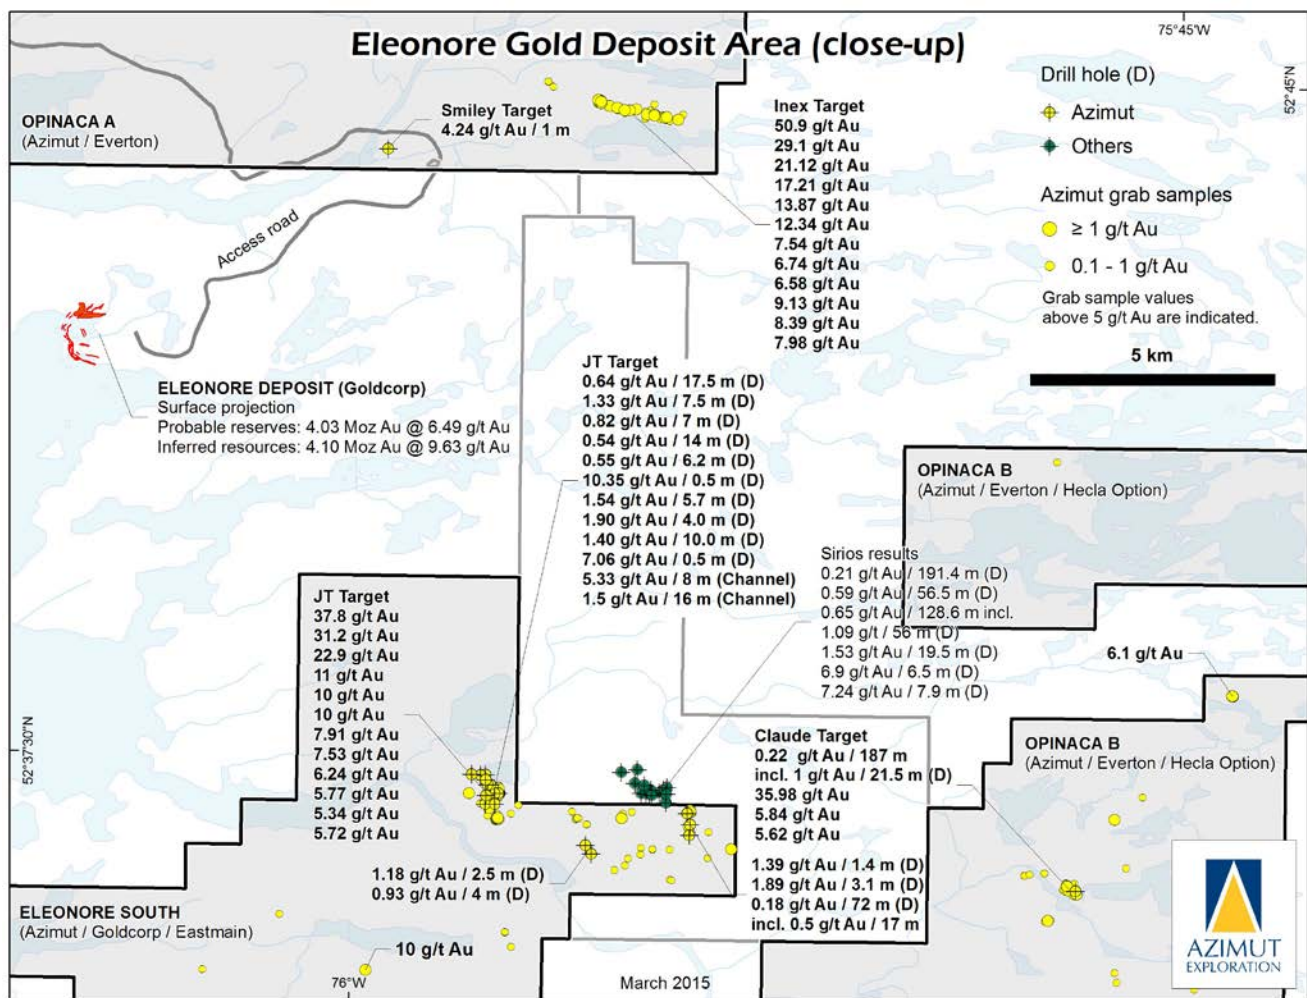 Eleonore Gold Deposit Area (close-up)
75°45'W
52°45'N
OPINACA A
(Azimut / Everton)
Smiley Target
4.24 g/t Au / 1 m
Inex Target
50.9 g/t Au
29.1 g/t Au
21.12 g/t Au
17.21 g/t Au
13.87 g/t Au
12.34 g/t Au
7.54 g/t Au
6.74 g/t Au
6.58 g/t Au
9.13 g/t Au
8.39 g/t Au
7.98 g/t Au
Drill hole (D)
Azimut
Others
Azimut grab samples
≥ 1 g/t Au
0.1 - 1 g/t Au
Grab sample values
above 5 g/t Au are indicated.
5 km
Access road
ELEONORE DEPOSIT (Goldcorp)
Surface projection
Probable reserves: 4.03 Moz Au @ 6.49 g/t Au
Inferred resources: 4.10 Moz Au @ 9.63 g/t Au
JT Target
0.64 g/t Au / 17.5 m (D)
1.33 g/t Au / 7.5 m (D)
0.82 g/t Au / 7 m (D)
0.54 g/t Au / 14 m (D)
0.55 g/t Au / 6.2 m (D)
10.35 g/t Au / 0.5 m (D)
1.54 g/t Au / 5.7 m (D)
1.90 g/t Au / 4.0 m (D)
1.40 g/t Au / 10.0 m (D)
7.06 g/t Au / 0.5 m (D)
5.33 g/t Au / 8 m (Channel)
1.5 g/t Au / 16 m (Channel)
OPINACA B
(Azimut / Everton / Hecla Option)
Sirios results
0.21 g/t Au / 191.4 m (D)
0.59 g/t Au / 56.5 m (D)
0.65 g/t Au / 128.6 m incl.
1.09 g/t / 56 m (D)
1.53 g/t Au / 19.5 m (D)
6.9 g/t Au / 6.5 m (D)
7.24 g/t Au / 7.9 m (D)
6.1 g/t Au
JT Target
37.8 g/t Au
31.2 g/t Au
22.9 g/t Au
11 g/t Au
10 g/t Au
10 g/t Au
7.91 g/t Au
7.53 g/t Au
6.24 g/t Au
5.77 g/t Au
5.34 g/t Au
5.72 g/t Au
52°37'30"N
Claude Target
0.22 g/t Au / 187 m
incl. 1 g/t Au / 21.5 m (D)
35.98 g/t Au
5.84 g/t Au
5.62 g/t Au
OPINACA B
(Azimut / Everton / Hecla Option)
1.39 g/t Au / 1.4 m (D)
1.89 g/t Au / 3.1 m (D)
0.18 g/t Au / 72 m (D)
incl. 0.5 g/t Au / 17 m
1.18 g/t Au / 2.5 m (D)
0.93 g/t Au / 4 m (D)
ELEONORE SOUTH
(Azimut / Goldcorp / Eastmain)
10 g/t Au
76°W
March 2015
AZIMUT
EXPLORATION